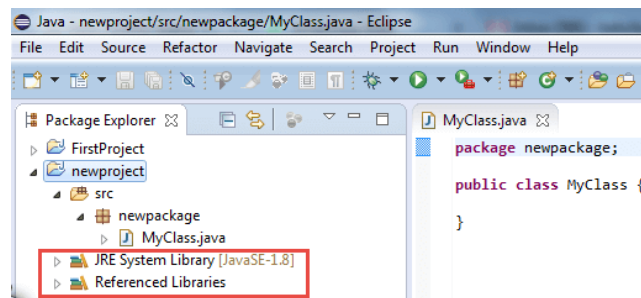 Java - newproject/src/newpackage/MyClass.java - Eclipse
File Edit Source Refactor Navigate Search Project Run Window Help
Package Explorer
MyClass.java
FirstProject
package newpackage;
newproject
src
public class MyClass {
newpackage
}
MyClass.java
JRE System Library [JavaSE-1.8]
Referenced Libraries